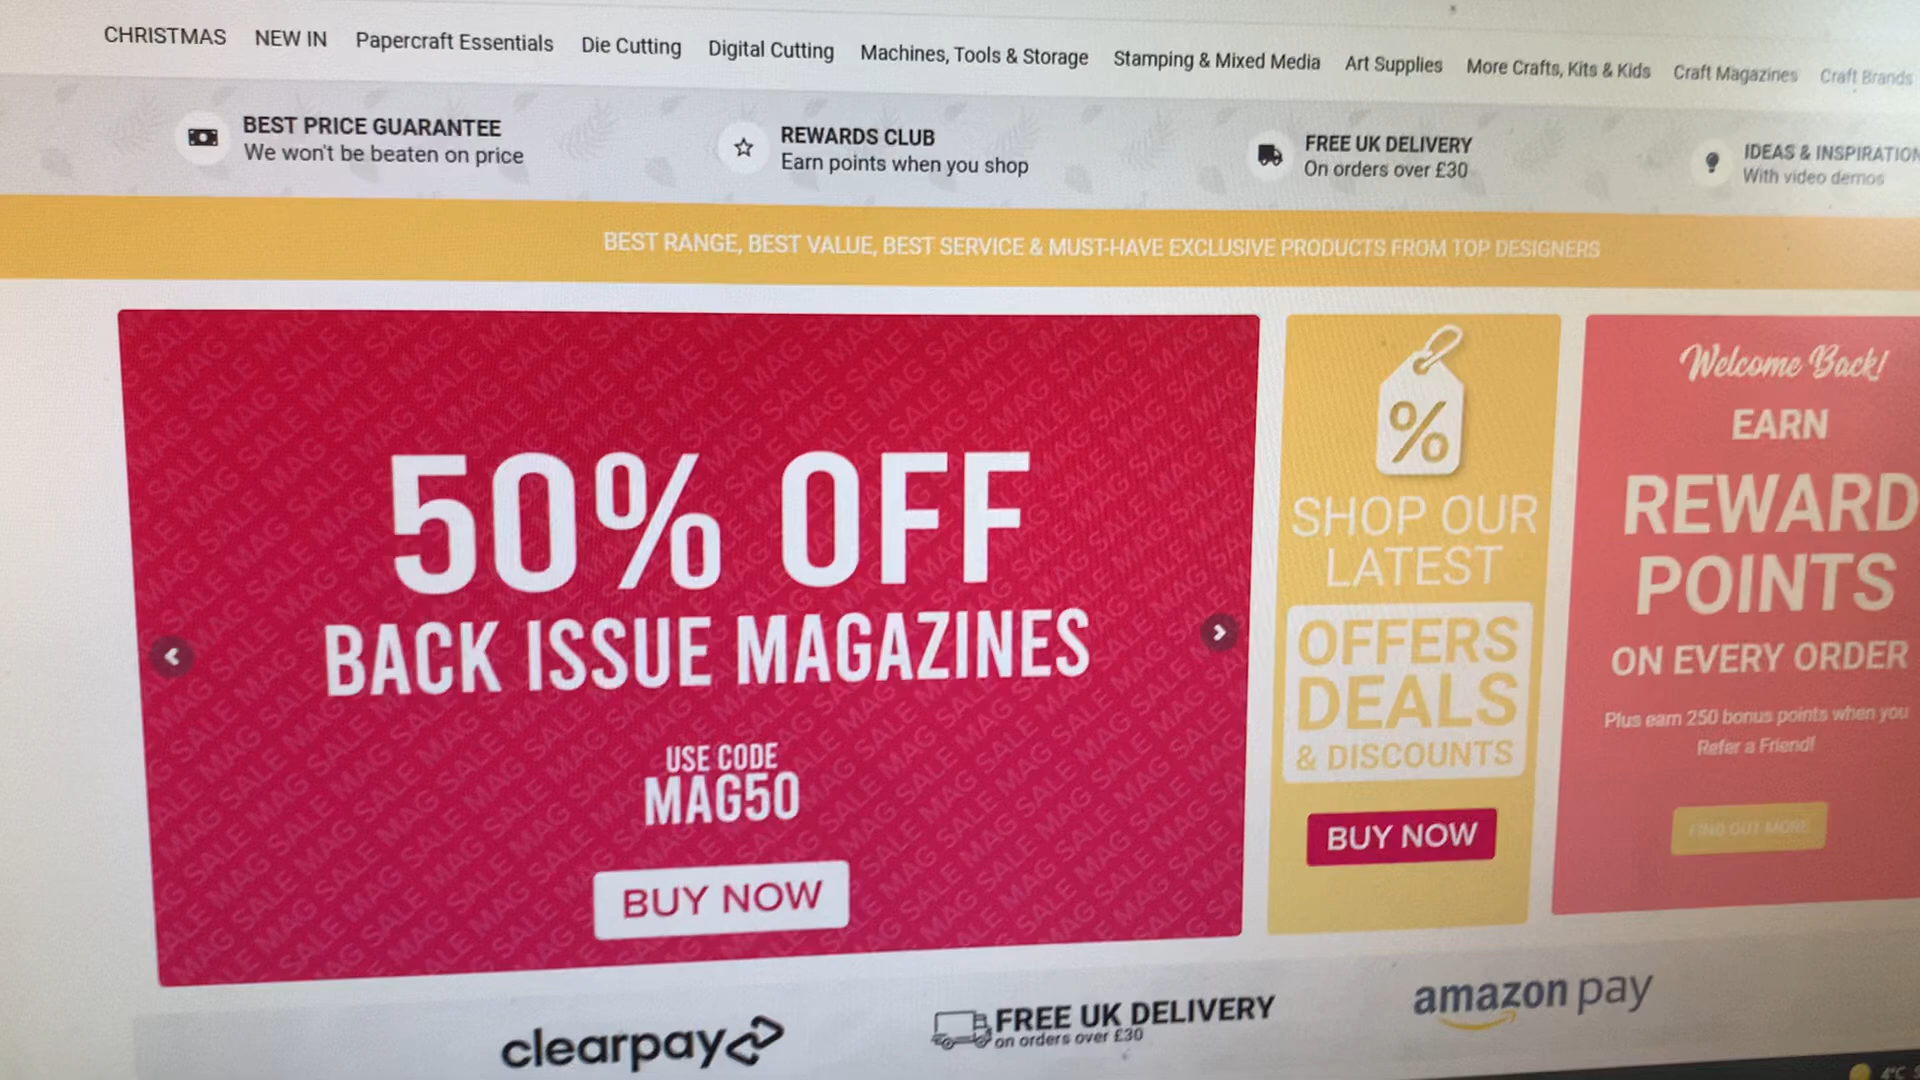 CHRISTMAS NEW IN Papercraft Essentials Die Cutting Digital Cutting Machines, Tools & Storage Stamping & Mixed Media Art Supplies More Crafts, Kits & Kids Craft Magazines Craft Brands
BEST PRICE GUARANTEE
We won't be beaten on price
REWARDS CLUB
Earn points when you shop
FREE UK DELIVERY
On orders over £30
IDEAS & INSPIRATION
With video demos
BEST RANGE, BEST VALUE, BEST SERVICE & MUST-HAVE EXCLUSIVE PRODUCTS FROM TOP DESIGNERS
50% OFF
BACK ISSUE MAGAZINES
USE CODE
MAG50
BUY NOW
%
SHOP OUR
LATEST
OFFERS
DEALS
& DISCOUNTS
BUY NOW
Welcome Back!
EARN
REWARD
POINTS
ON EVERY ORDER
Plus earn 250 bonus points when you
Refer a Friend!
FIND OUT MORE
clearpay
FREE UK DELIVERY
on orders over £30
amazon pay
4°C